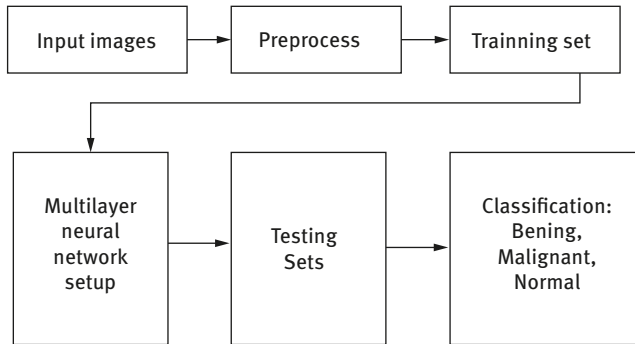 Input images
Preprocess
Trainning set
Multilayer
neural
network
setup
Testing
Sets
Classification:
Bening,
Malignant,
Normal